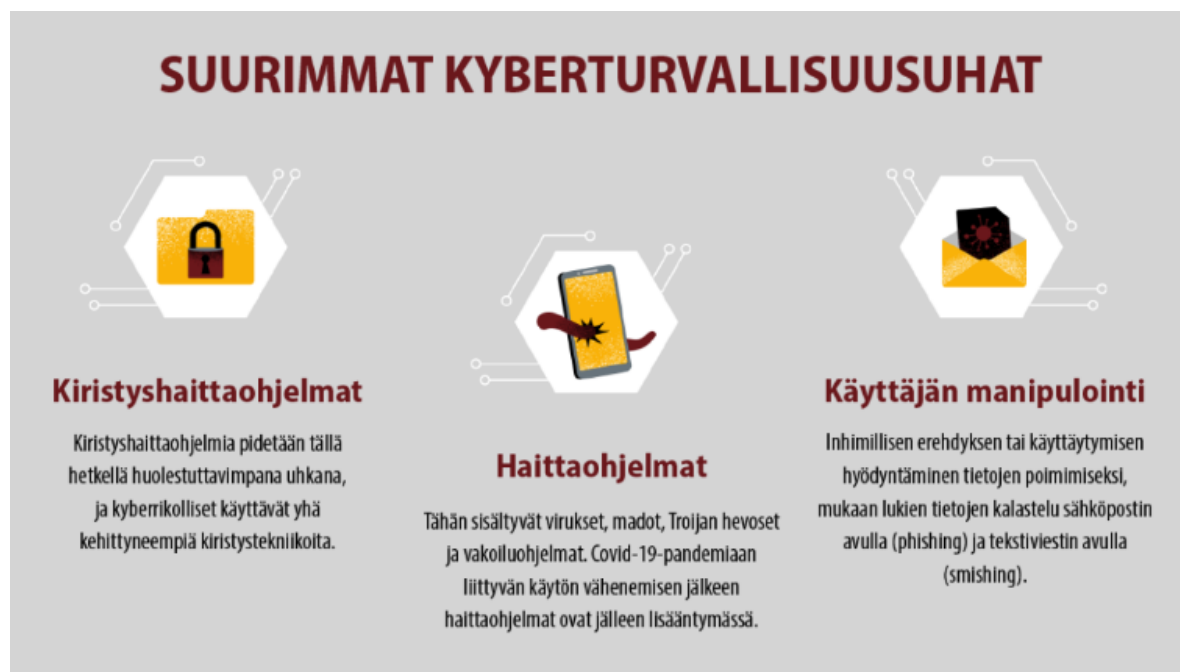 SUURIMMAT KYBERTURVALLISUUSUHAT
Kiristyshaittaohjelmat
Kiristyshaittaohjelmia pidetään tällä
hetkellä huolestuttavimpana uhkana,
ja kyberrikolliset käyttävät yhä
kehittyneempiä kiristystekniikoita.
Haittaohjelmat
Tähän sisältyvät virukset, madot, Troijan hevoset
ja vakoiluohjelmat. Covid-19-pandemiaan
liittyvän käytön vähenemisen jälkeen
haittaohjelmat ovat jälleen lisääntymässä.
Käyttäjän manipulointi
Inhimillisen erehdyksen tai käyttäytymisen
hyödyntäminen tietojen poimimiseksi,
mukaan lukien tietojen kalastelu sähköpostin
avulla (phishing) ja tekstiviestin avulla
(smishing).